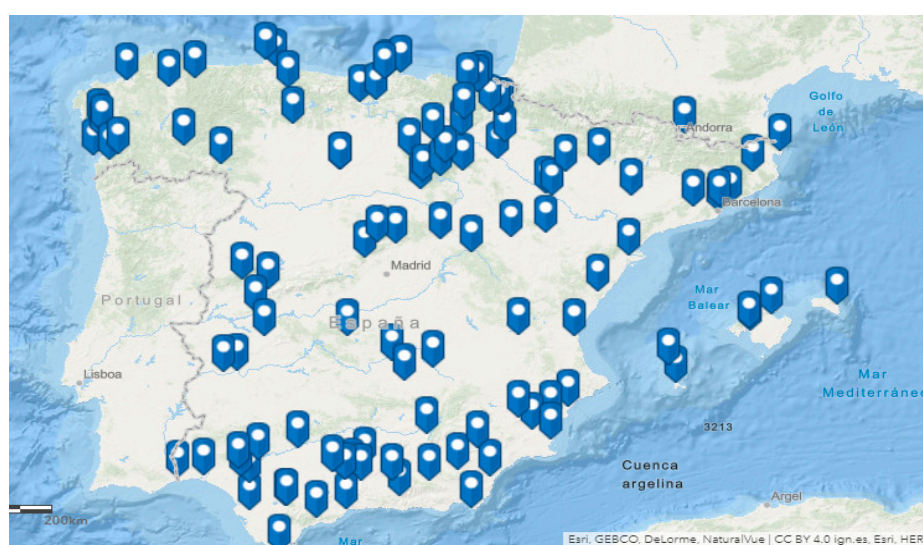 Golfo
de
León
Andorra
Barcelona
Madrid
Mar
Balear
Portugal
España
Lisboa
Mar
Mediterráneo
3213
Cuenca
argelina
Argel
200km
Mar
Esri, GEBCO, DeLorme, NaturalVue | CC BY 4.0 ign.es, Esri, HER